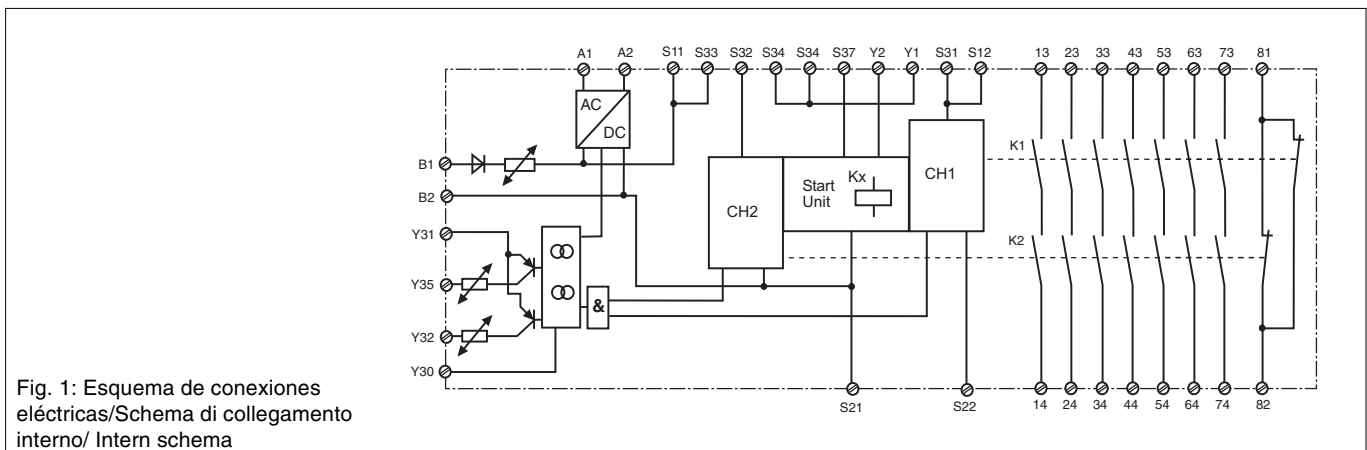 A1 A2 S11 S33 S32 S34 S34 S37 Y2 Y1 S31 S12 13 23 33 43 53 63 73 81
AC
DC
B1
B2
Y31
Y35
Y32
Y30
CH2
Start
Unit
Kx
CH1
K1
K2
&
S21 S22 14 24 34 44 54 64 74 82
Fig. 1: Esquema de conexiones
eléctricas/Schema di collegamento
interno/ Intern schema